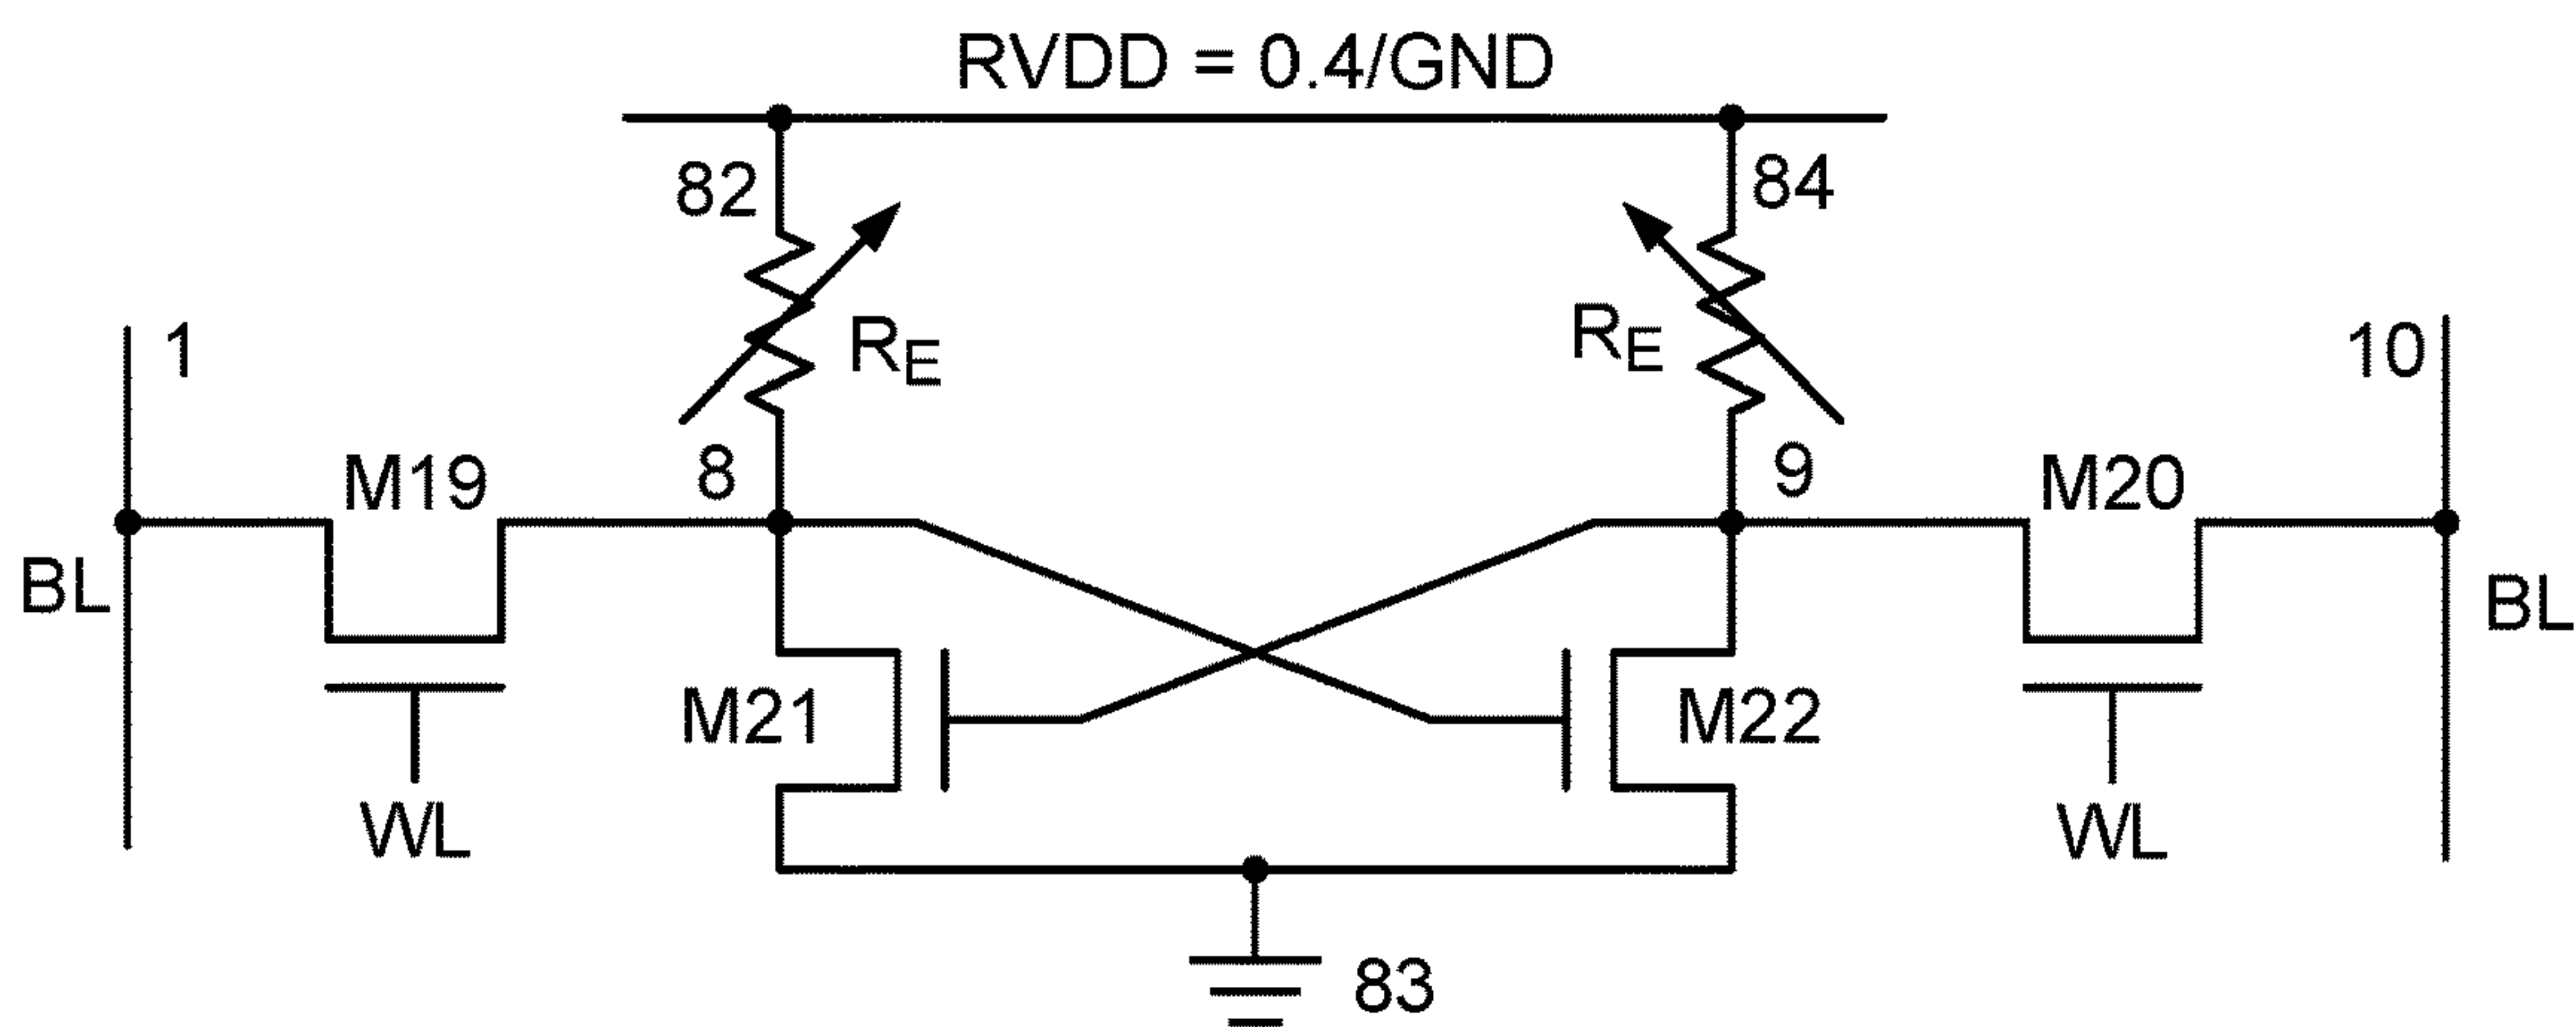 RVDD = 0.4/GND
82
84
1
RE
RE
10
8
9
M19
M20
BL
BL
M21
M22
WL
WL
83